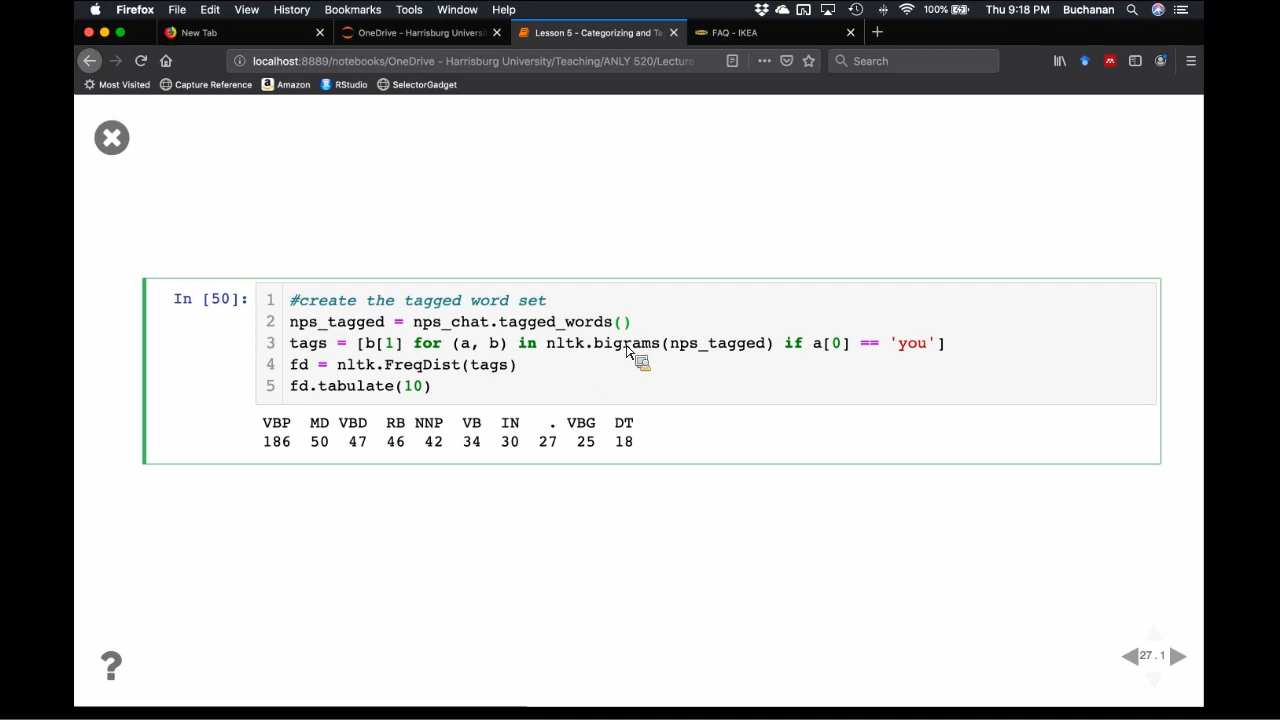 Firefox File Edit View History Bookmarks Tools Window Help 100% Thu 9:18 PM Buchanan
New Tab OneDrive - Harrisburg Universi Lesson 5 - Categorizing and Ta FAQ - IKEA
localhost:8889/notebooks/OneDrive - Harrisburg University/Teaching/ANLY 520/Lecture Search
Most Visited Capture Reference Amazon RStudio SelectorGadget
In [50]: 1 #create the tagged word set
2 nps_tagged = nps_chat.tagged_words()
3 tags = [b[1] for (a, b) in nltk.bigrams(nps_tagged) if a[0] == 'you']
4 fd = nltk.FreqDist(tags)
5 fd.tabulate(10)
VBP MD VBD RB NNP VB IN . VBG DT
186 50 47 46 42 34 30 27 25 18
?
27.1